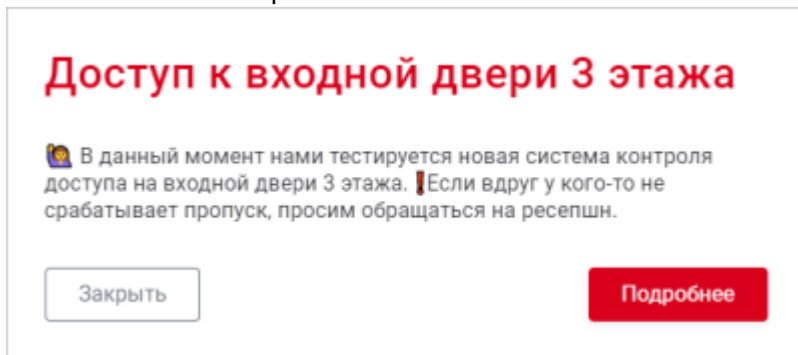 Доступ к входной двери 3 этажа
🙋 В данный момент нами тестируется новая система контроля
доступа на входной двери 3 этажа. ❗Если вдруг у кого-то не
срабатывает пропуск, просим обращаться на ресепшн.
Закрыть
Подробнее